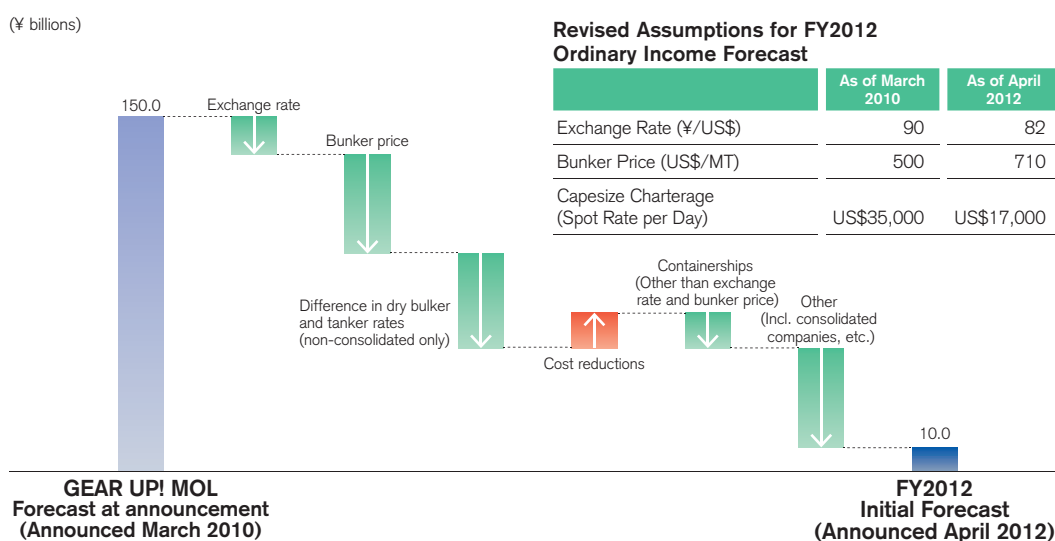 (¥ billions)
Revised Assumptions for FY2012
Ordinary Income Forecast
As of March
2010
As of April
2012
Exchange Rate (¥/US$) 90 82
Bunker Price (US$/MT) 500 710
Capesize Charterage
(Spot Rate per Day) US$35,000 US$17,000
150.0
Exchange rate
Bunker price
Difference in dry bulker
and tanker rates
(non-consolidated only)
Cost reductions
Containerships
(Other than exchange
rate and bunker price)
Other
(Incl. consolidated
companies, etc.)
10.0
GEAR UP! MOL
Forecast at announcement
(Announced March 2010)
FY2012
Initial Forecast
(Announced April 2012)